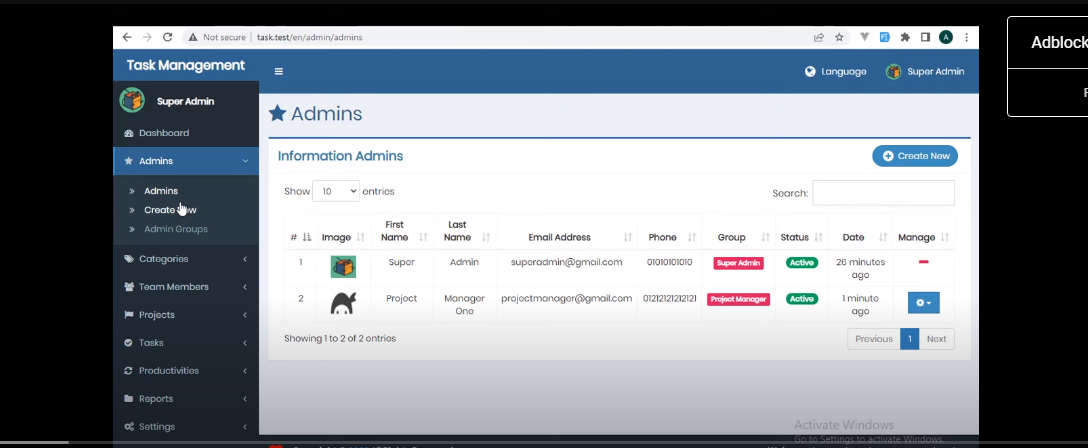 Not secure | task.test/en/admin/admins
A
Adblock
Task Management
Language
Super Admin
Super Admin
Admins
Dashboard
Admins
Information Admins
Create New
Admins
Show 10 entries
Search:
Create New
Admin Groups
# Image First Name Last Name Email Address Phone Group Status Date Manage
1 Super Admin superadmin@gmail.com 01010101010 Super Admin Active 26 minutes ago
2 Project Manager One projectmanager@gmail.com 0121212121212 Project Manager Active 1 minute ago
Showing 1 to 2 of 2 entries
Previous 1 Next
Categories
Team Members
Projects
Tasks
Productivities
Reports
Settings
Activate Windows
Go to Settings to activate Windows.